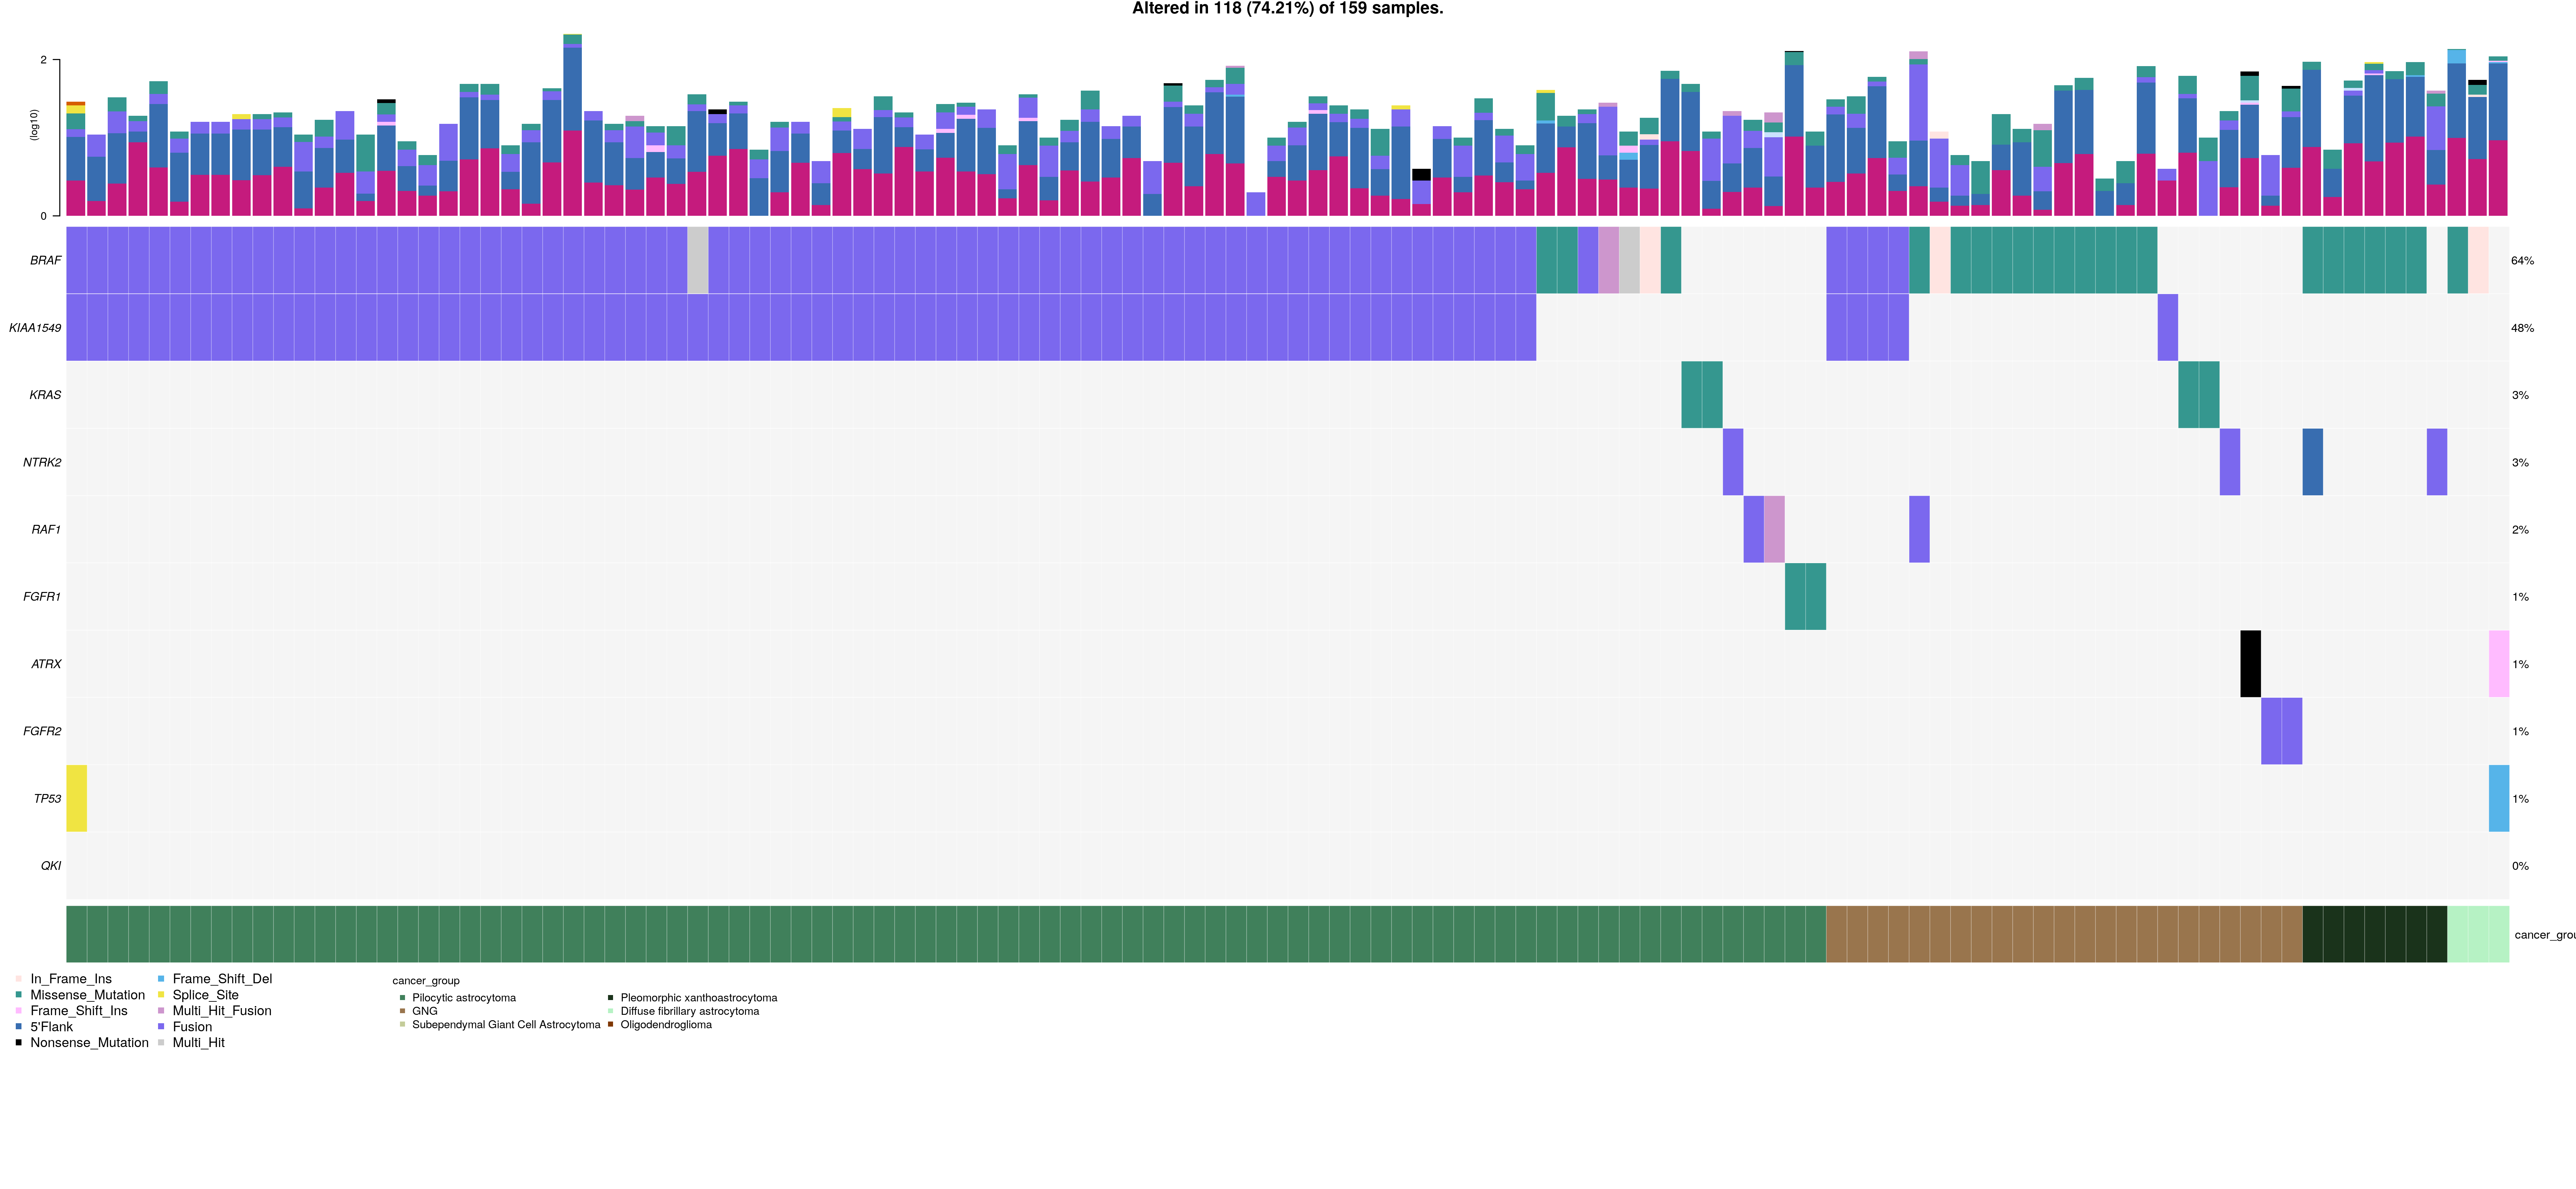 Altered in 118 (74.21%) of 159 samples.
2
(log10)
0
BRAF 64%
KIAA1549 48%
KRAS 3%
NTRK2 3%
RAF1 2%
FGFR1 1%
ATRX 1%
FGFR2 1%
TP53 1%
QKI 0%
cancer_grou
In_Frame_Ins
Missense_Mutation
Frame_Shift_Ins
5'Flank
Nonsense_Mutation
Frame_Shift_Del
Splice_Site
Multi_Hit_Fusion
Fusion
Multi_Hit
cancer_group
Pilocytic astrocytoma
GNG
Subependymal Giant Cell Astrocytoma
Pleomorphic xanthoastrocytoma
Diffuse fibrillary astrocytoma
Oligodendroglioma